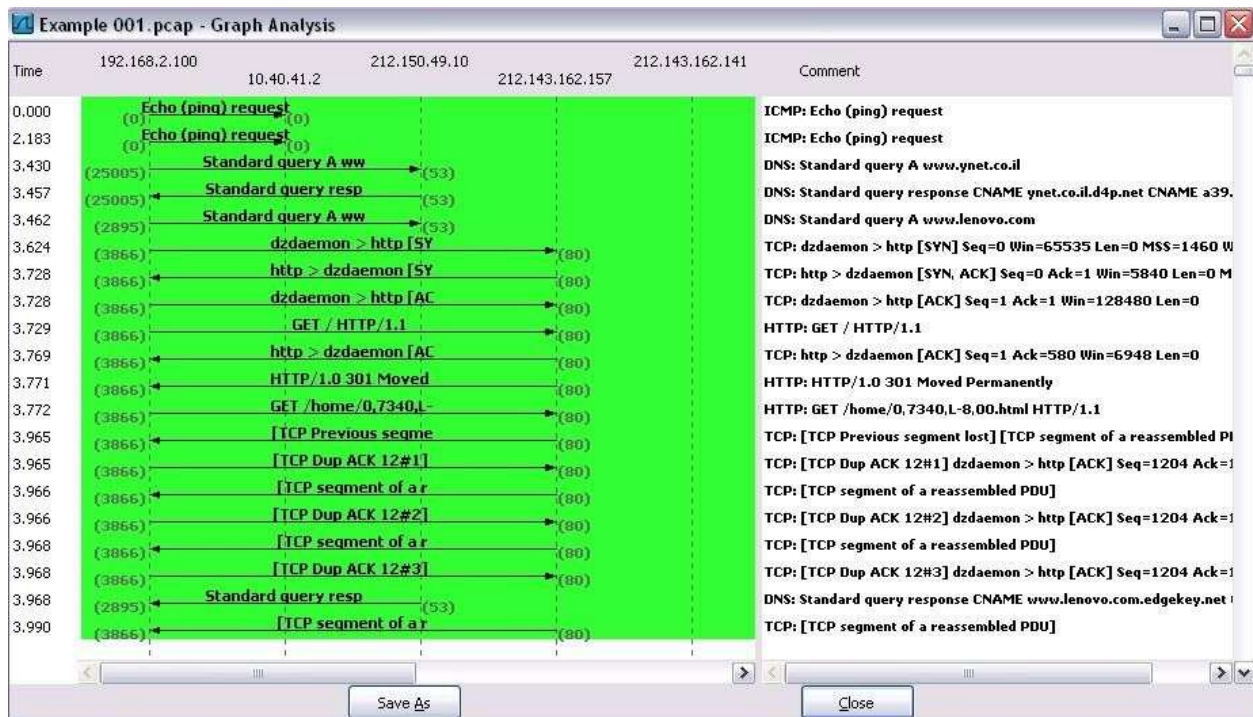 Example 001.pcap - Graph Analysis
Time 192.168.2.100 10.40.41.2 212.150.49.10 212.143.162.157 212.143.162.141 Comment
0.000 Echo (ping) request (0) (0) ICMP: Echo (ping) request
2.183 Echo (ping) request (0) (0) ICMP: Echo (ping) request
3.430 Standard query A ww (25005) (53) DNS: Standard query A www.ynet.co.il
3.457 Standard query resp (25005) (53) DNS: Standard query response CNAME ynet.co.il.d4p.net CNAME a39.
3.462 Standard query A ww (2895) (53) DNS: Standard query A www.lenovo.com
3.624 dzdaemon > http [SY (3866) (80) TCP: dzdaemon > http [SYN] Seq=0 Win=65535 Len=0 MSS=1460 W
3.728 http > dzdaemon [SY (3866) (80) TCP: http > dzdaemon [SYN, ACK] Seq=0 Ack=1 Win=5840 Len=0 M
3.728 dzdaemon > http [AC (3866) (80) TCP: dzdaemon > http [ACK] Seq=1 Ack=1 Win=128480 Len=0
3.729 GET / HTTP/1.1 (3866) (80) HTTP: GET / HTTP/1.1
3.769 http > dzdaemon [AC (3866) (80) TCP: http > dzdaemon [ACK] Seq=1 Ack=580 Win=6948 Len=0
3.771 HTTP/1.0 301 Moved (3866) (80) HTTP: HTTP/1.0 301 Moved Permanently
3.772 GET /home/0,7340,L- (3866) (80) HTTP: GET /home/0,7340,L-8,00.html HTTP/1.1
3.965 [TCP Previous segme (3866) (80) TCP: [TCP Previous segment lost] [TCP segment of a reassembled PD
3.965 [TCP Dup ACK 12#1] (3866) (80) TCP: [TCP Dup ACK 12#1] dzdaemon > http [ACK] Seq=1204 Ack=1
3.966 [TCP segment of a r (3866) (80) TCP: [TCP segment of a reassembled PDU]
3.966 [TCP Dup ACK 12#2] (3866) (80) TCP: [TCP Dup ACK 12#2] dzdaemon > http [ACK] Seq=1204 Ack=1
3.968 [TCP segment of a r (3866) (80) TCP: [TCP segment of a reassembled PDU]
3.968 [TCP Dup ACK 12#3] (3866) (80) TCP: [TCP Dup ACK 12#3] dzdaemon > http [ACK] Seq=1204 Ack=1
3.968 Standard query resp (2895) (53) DNS: Standard query response CNAME www.lenovo.com.edgekey.net
3.990 [TCP segment of a r (3866) (80) TCP: [TCP segment of a reassembled PDU]
Save As Close